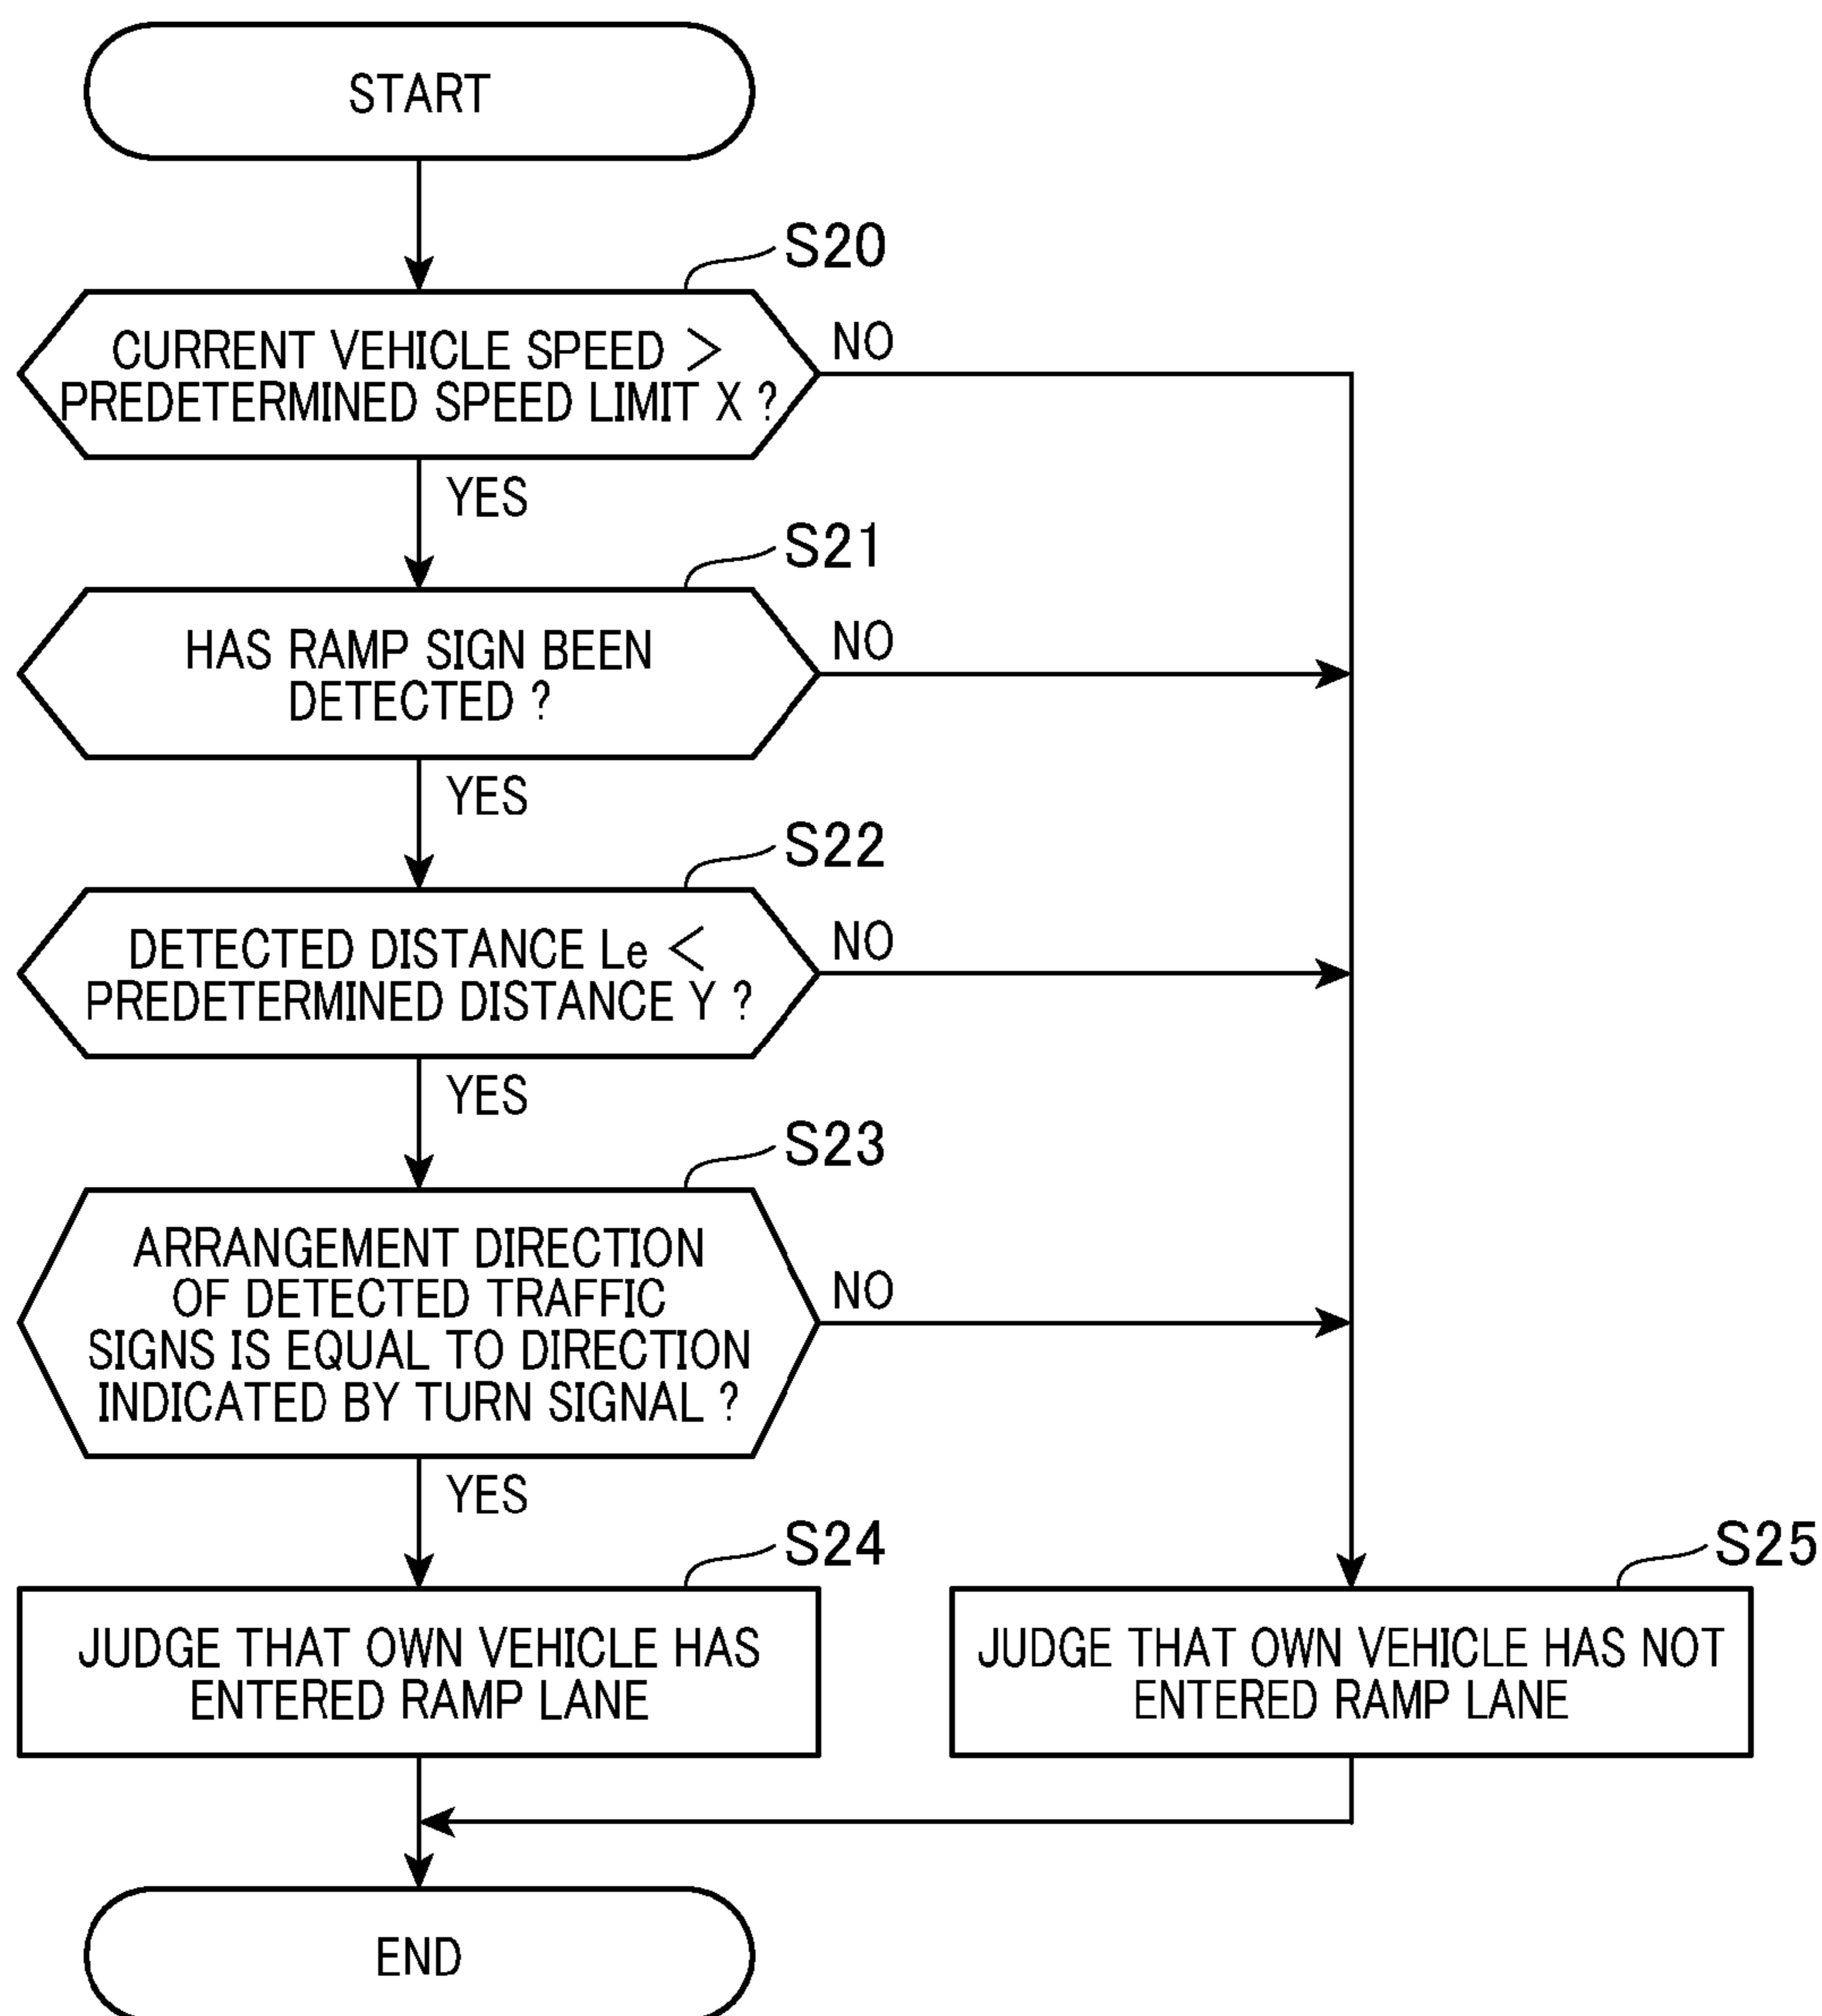 START
S20
CURRENT VEHICLE SPEED >
PREDETERMINED SPEED LIMIT X ?
NO
YES
S21
HAS RAMP SIGN BEEN
DETECTED ?
NO
YES
S22
DETECTED DISTANCE Le <
PREDETERMINED DISTANCE Y ?
NO
YES
S23
ARRANGEMENT DIRECTION
OF DETECTED TRAFFIC
SIGNS IS EQUAL TO DIRECTION
INDICATED BY TURN SIGNAL ?
NO
YES
S24
JUDGE THAT OWN VEHICLE HAS
ENTERED RAMP LANE
S25
JUDGE THAT OWN VEHICLE HAS NOT
ENTERED RAMP LANE
END